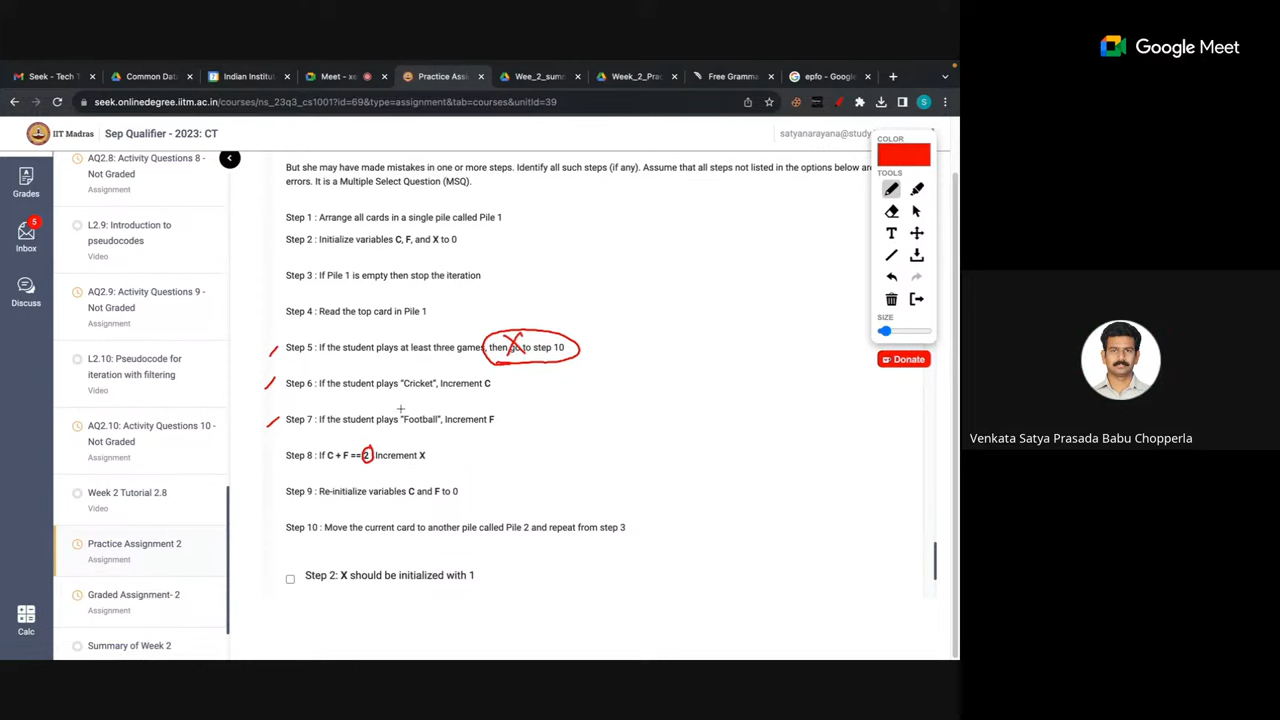 Google Meet
Seek - Tech T
Common Data
Indian Institut
Meet - xe
Practice Assi
Wee_2_sum
Week_2_Prac
Free Gramma
epfo - Google
seek.onlinedegree.iitm.ac.in/courses/ns_23q3_cs1001?id=69&type=assignment&tab=courses&unitId=39
S
IIT Madras
Sep Qualifier - 2023: CT
satyanarayana@study
COLOR
TOOLS
SIZE
Donate
Grades
5
Inbox
Discuss
Calc
AQ2.8: Activity Questions 8 -
Not Graded
Assignment
L2.9: Introduction to
pseudocodes
Video
AQ2.9: Activity Questions 9 -
Not Graded
Assignment
L2.10: Pseudocode for
iteration with filtering
Video
AQ2.10: Activity Questions 10 -
Not Graded
Assignment
Week 2 Tutorial 2.8
Video
Practice Assignment 2
Assignment
Graded Assignment- 2
Assignment
Summary of Week 2
But she may have made mistakes in one or more steps. Identify all such steps (if any). Assume that all steps not listed in the options below are
errors. It is a Multiple Select Question (MSQ).
Step 1 : Arrange all cards in a single pile called Pile 1
Step 2 : Initialize variables C, F, and X to 0
Step 3 : If Pile 1 is empty then stop the iteration
Step 4 : Read the top card in Pile 1
Step 5 : If the student plays at least three games, then go to step 10
Step 6 : If the student plays "Cricket", Increment C
Step 7 : If the student plays "Football", Increment F
Step 8 : If C + F == 2, Increment X
Step 9 : Re-initialize variables C and F to 0
Step 10 : Move the current card to another pile called Pile 2 and repeat from step 3
Step 2: X should be initialized with 1
Venkata Satya Prasada Babu Chopperla